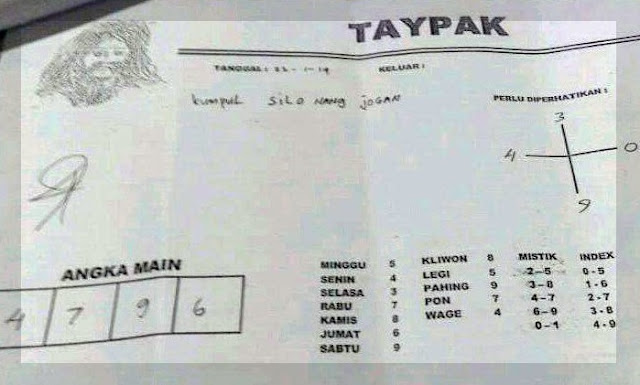 TAYPAK
TANGGAL : 22 - 1 - 19 KELUAR :
kumpul silo nang jogan
PERLU DIPERHATIKAN :
3
4 0
9
ANGKA MAIN
4 7 9 6
MINGGU 5 KLIWON 8 MISTIK INDEX
SENIN 4 LEGI 5 2-5 0-5
SELASA 3 PAHING 9 3-8 1-6
RABU 7 PON 7 4-7 2-7
KAMIS 8 WAGE 4 6-9 3-8
JUMAT 6 0-1 4-9
SABTU 9